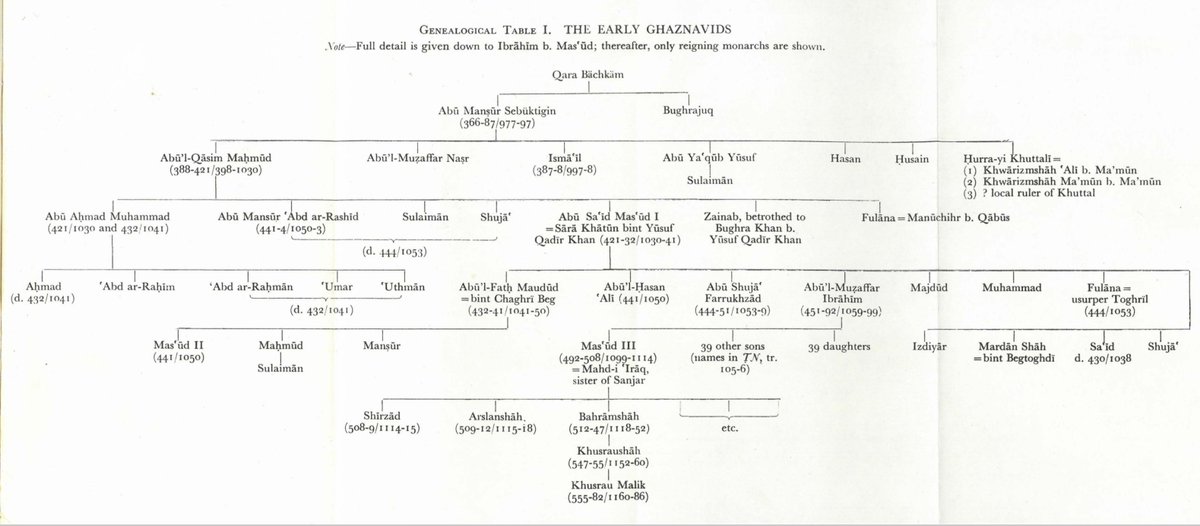 GENEALOGICAL TABLE I. THE EARLY GHAZNAVIDS
Note—Full detail is given down to Ibrāhīm b. Mas‘ūd; thereafter, only reigning monarchs are shown.
Qara Bächkäm
Abū Manṣūr Sebüktigin
(366-87/977-97)
Bughrajuq
Abū’l-Qāsim Maḥmūd
(388-421/398-1030)
Abū’l-Muẓaffar Naṣr
Ismā‘īl
(387-8/997-8)
Abū Ya‘qūb Yūsuf
Sulaimān
Hasan
Ḥusain
Ḥurra-yi Khuttalī=
(1) Khwārizmshāh ‘Alī b. Ma’mūn
(2) Khwārizmshāh Ma’mūn b. Ma’mūn
(3) ? local ruler of Khuttal
Abū Aḥmad Muhammad
(421/1030 and 432/1041)
Abū Manṣūr ‘Abd ar-Rashīd
(441-4/1050-3)
Sulaimān
Shujā‘
(d. 444/1053)
Abū Sa‘īd Mas‘ūd I
=Sārā Khātūn bint Yūsuf
Qadīr Khan (421-32/1030-41)
Zainab, betrothed to
Bughra Khan b.
Yūsuf Qadīr Khan
Fulāna=Manūchihr b. Qābūs
Aḥmad
(d. 432/1041)
‘Abd ar-Raḥīm
‘Abd ar-Raḥmān
‘Umar
‘Uthmān
(d. 432/1041)
Abū’l-Fatḥ Maudūd
=bint Chaghrī Beg
(432-41/1041-50)
Abū’l-Ḥasan
‘Alī (441/1050)
Abū Shujā‘
Farrukhzād
(444-51/1053-9)
Abū’l-Muẓaffar
Ibrāhīm
(451-92/1059-99)
Majdūd
Muhammad
Fulāna=
usurper Toghrïl
(444/1053)
Mas‘ūd II
(441/1050)
Maḥmūd
Sulaimān
Manṣūr
Mas‘ūd III
(492-508/1099-1114)
= Mahd-i ‘Irāq,
sister of Sanjar
39 other sons
(names in T.N, tr.
105-6)
39 daughters
Izdiyār
Mardān Shāh
=bint Begtoghdï
Sa‘īd
d. 430/1038
Shujā‘
Shīrzād
(508-9/1114-15)
Arslanshāh
(509-12/1115-18)
Bahrāmshāh
(512-47/1118-52)
etc.
Khusraushāh
(547-55/1152-60)
Khusrau Malik
(555-82/1160-86)